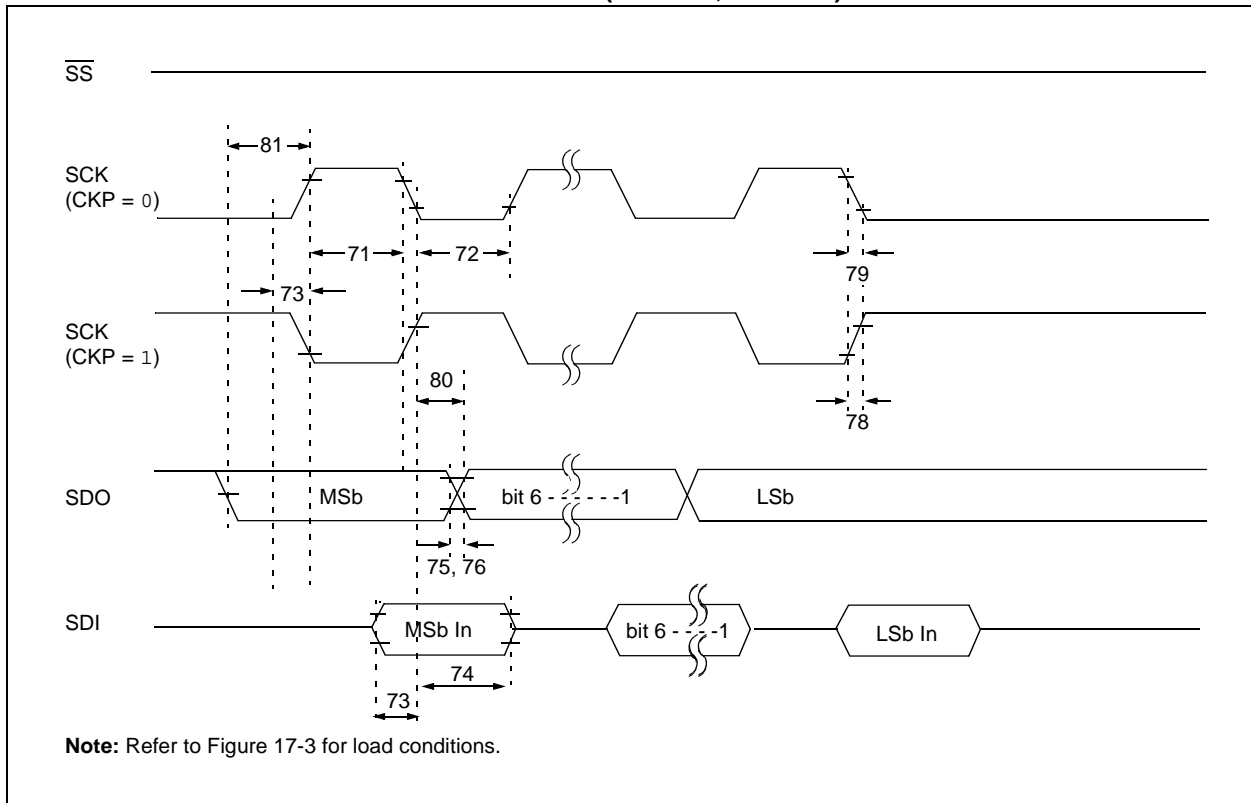 SS
81
SCK
(CKP = 0)
71
72
79
73
SCK
(CKP = 1)
80
78
SDO
MSb
bit 6 - - - - - -1
LSb
75, 76
SDI
MSb In
bit 6 - - - - -1
LSb In
74
73
Note: Refer to Figure 17-3 for load conditions.